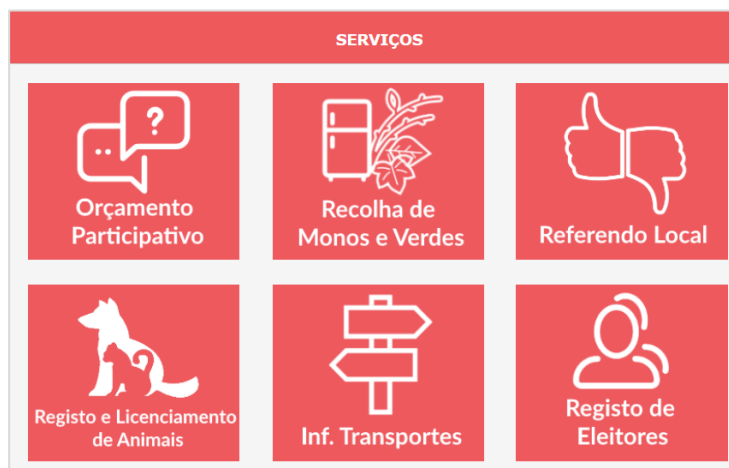 SERVIÇOS
?
Orçamento
Participativo
Recolha de
Monos e Verdes
Referendo Local
Registo e Licenciamento
de Animais
Inf. Transportes
Registo de
Eleitores